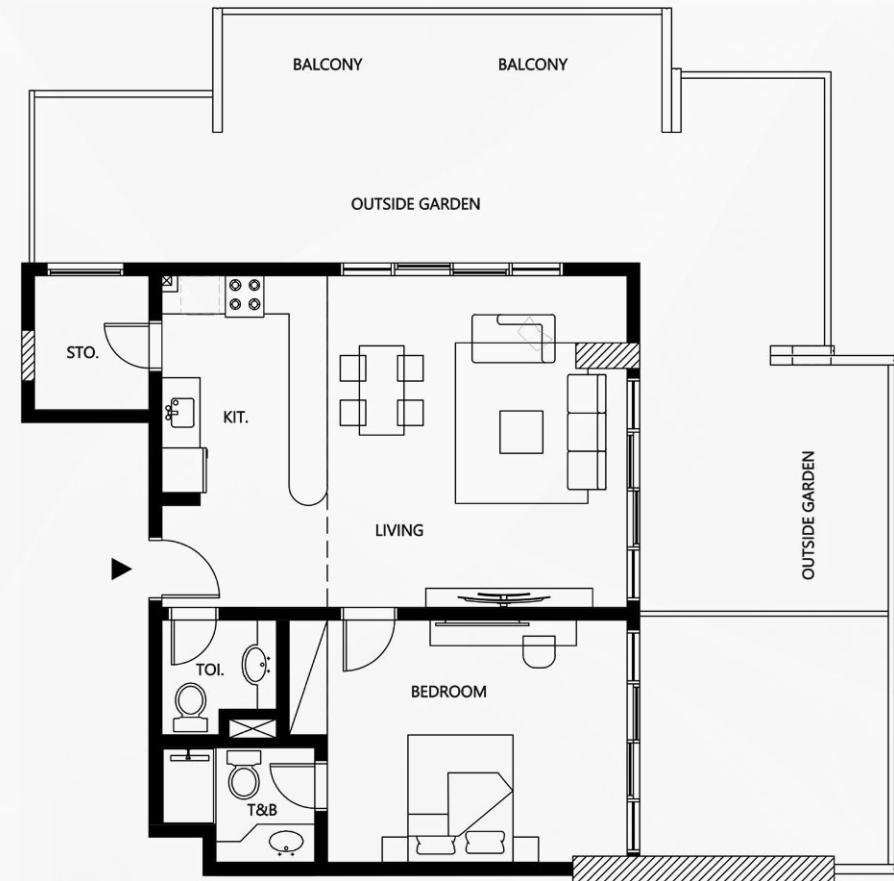 BALCONY
BALCONY
OUTSIDE GARDEN
STO.
KIT.
LIVING
OUTSIDE GARDEN
TOI.
BEDROOM
T&B